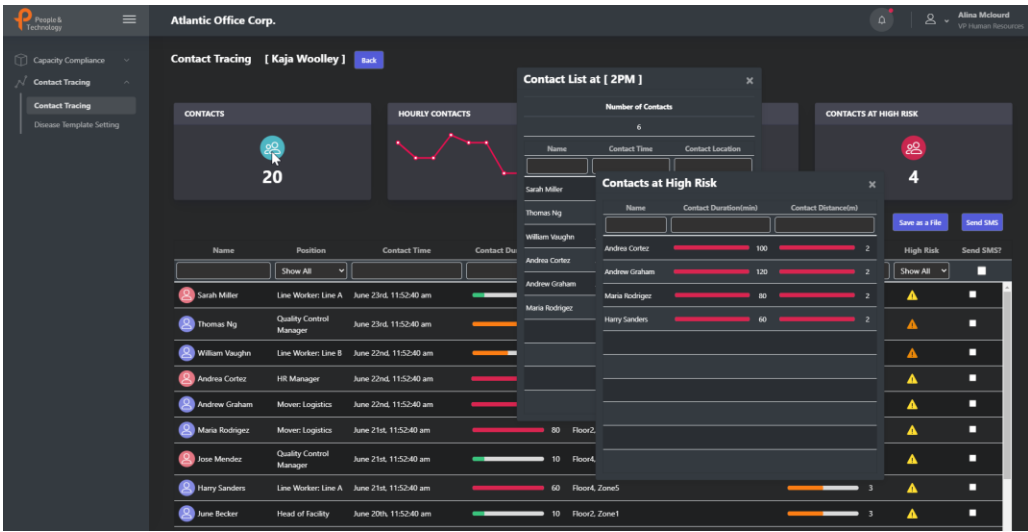 People &
Technology
Atlantic Office Corp.
Alina Mcleurd
VP Human Resources
Capacity Compliance
Contact Tracing
Contact Tracing
Disease Template Setting
Contact Tracing [ Kaja Woolley ] Back
CONTACTS
20
HOURLY CONTACTS
CONTACTS AT HIGH RISK
4
Save as a File Send SMS
Contact List at [ 2PM ] ×
Number of Contacts
6
Name Contact Time Contact Location
Sarah Miller
Thomas Ng
William Vaughn
Andrea Cortez
Andrew Graham
Maria Rodrigez
Contacts at High Risk ×
Name Contact Duration(min) Contact Distance(m)
Andrea Cortez 100 2
Andrew Graham 120 2
Maria Rodrigez 80 2
Harry Sanders 60 2
Name Position Contact Time Contact Du High Risk Send SMS?
Show All Show All
Sarah Miller Line Worker: Line A June 23rd, 11:52:40 am
Thomas Ng Quality Control Manager June 23rd, 11:52:40 am
William Vaughn Line Worker: Line B June 22nd, 11:52:40 am
Andrea Cortez HR Manager June 22nd, 11:52:40 am
Andrew Graham Mover: Logistics June 22nd, 11:52:40 am
Maria Rodrigez Mover: Logistics June 21st, 11:52:40 am 80 Floor2,
Jose Mendez Quality Control Manager June 21st, 11:52:40 am 10 Floor4,
Harry Sanders Line Worker: Line A June 21st, 11:52:40 am 60 Floor4, Zone5 3
June Becker Head of Facility June 20th, 11:52:40 am 10 Floor2, Zone1 3